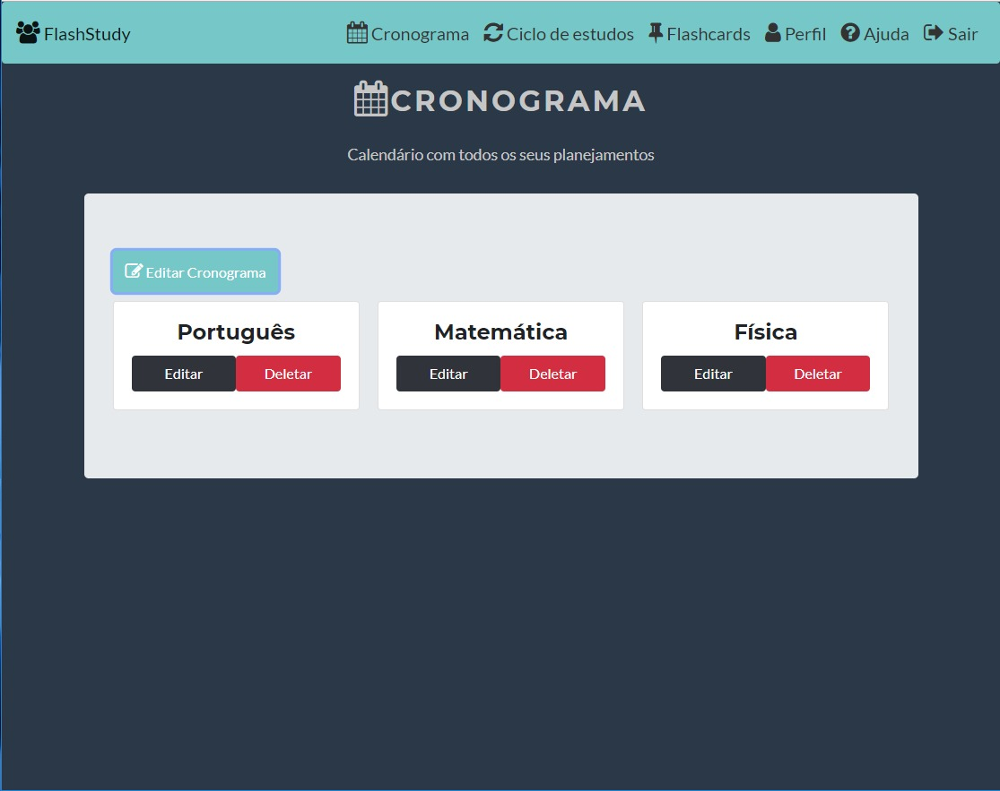 FlashStudy Cronograma Ciclo de estudos Flashcards Perfil Ajuda Sair
CRONOGRAMA
Calendário com todos os seus planejamentos
Editar Cronograma
Português Matemática Física
Editar Deletar Editar Deletar Editar Deletar